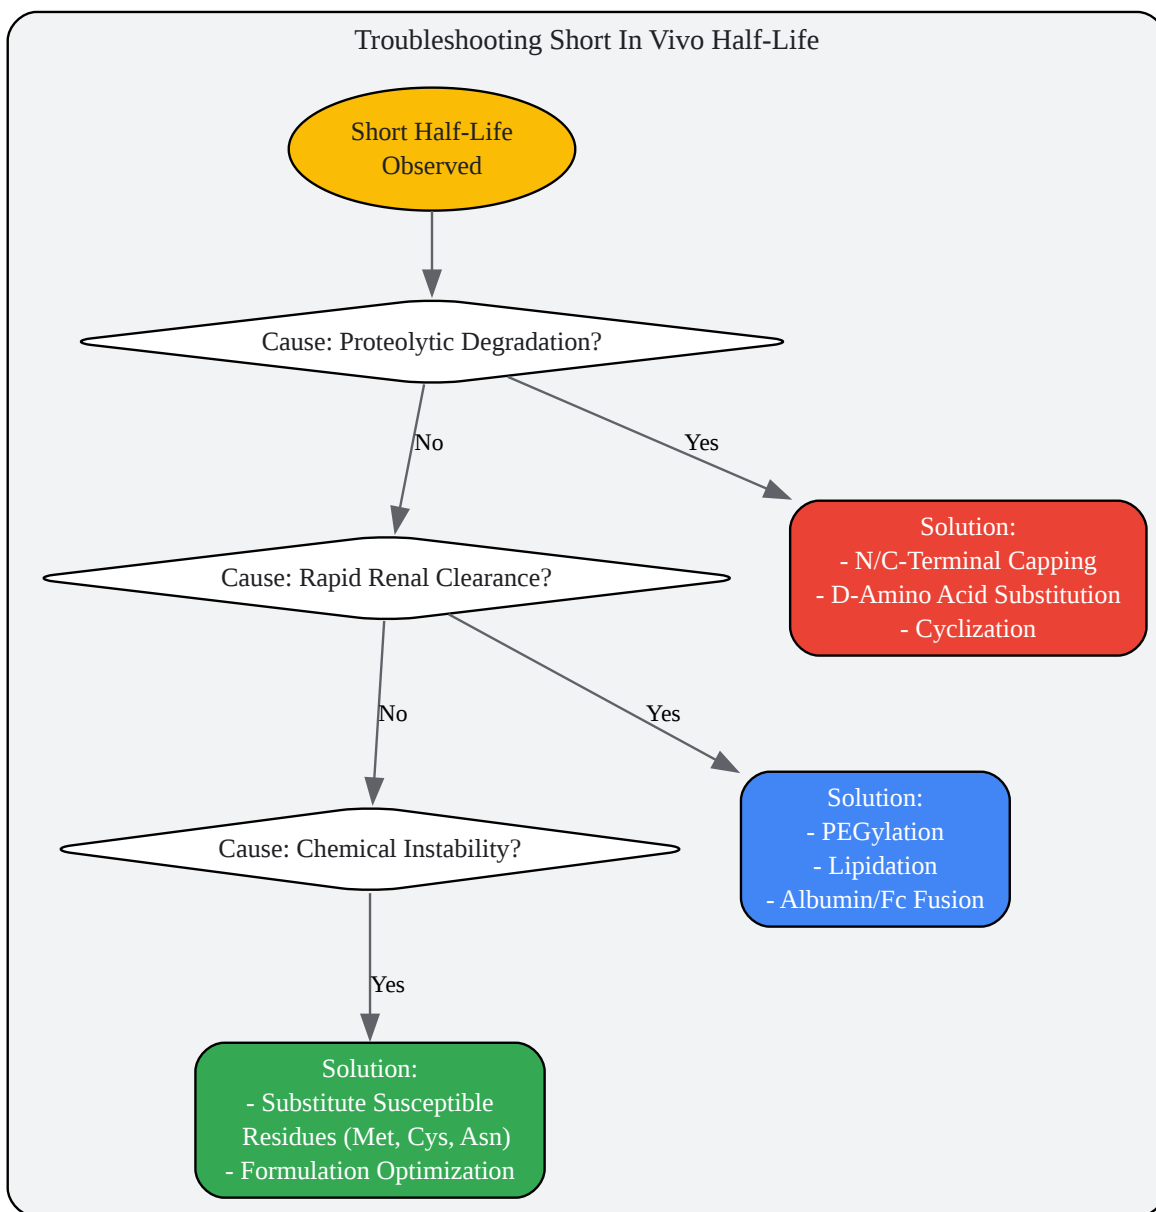 Troubleshooting Short In Vivo Half-Life
Short Half-Life
Observed
Cause: Proteolytic Degradation?
No
Yes
Solution:
- N/C-Terminal Capping
- D-Amino Acid Substitution
- Cyclization
Cause: Rapid Renal Clearance?
No
Yes
Solution:
- PEGylation
- Lipidation
- Albumin/Fc Fusion
Cause: Chemical Instability?
Yes
Solution:
- Substitute Susceptible
Residues (Met, Cys, Asn)
- Formulation Optimization